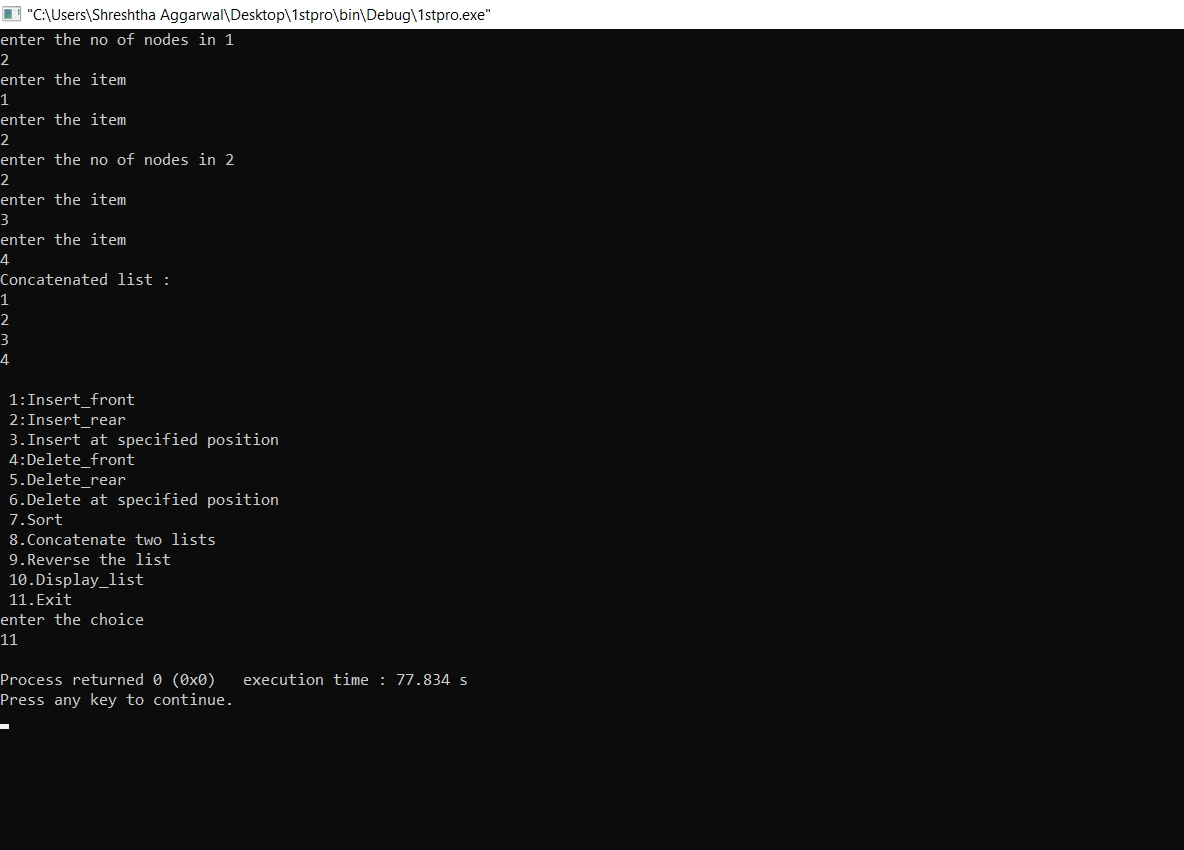 "C:\Users\Shreshtha Aggarwal\Desktop\1stpro\bin\Debug\1stpro.exe"
enter the no of nodes in 1
2
enter the item
1
enter the item
2
enter the no of nodes in 2
2
enter the item
3
enter the item
4
Concatenated list :
1
2
3
4
1:Insert_front
2:Insert_rear
3.Insert at specified position
4:Delete_front
5.Delete_rear
6.Delete at specified position
7.Sort
8.Concatenate two lists
9.Reverse the list
10.Display_list
11.Exit
enter the choice
11
Process returned 0 (0x0)   execution time : 77.834 s
Press any key to continue.